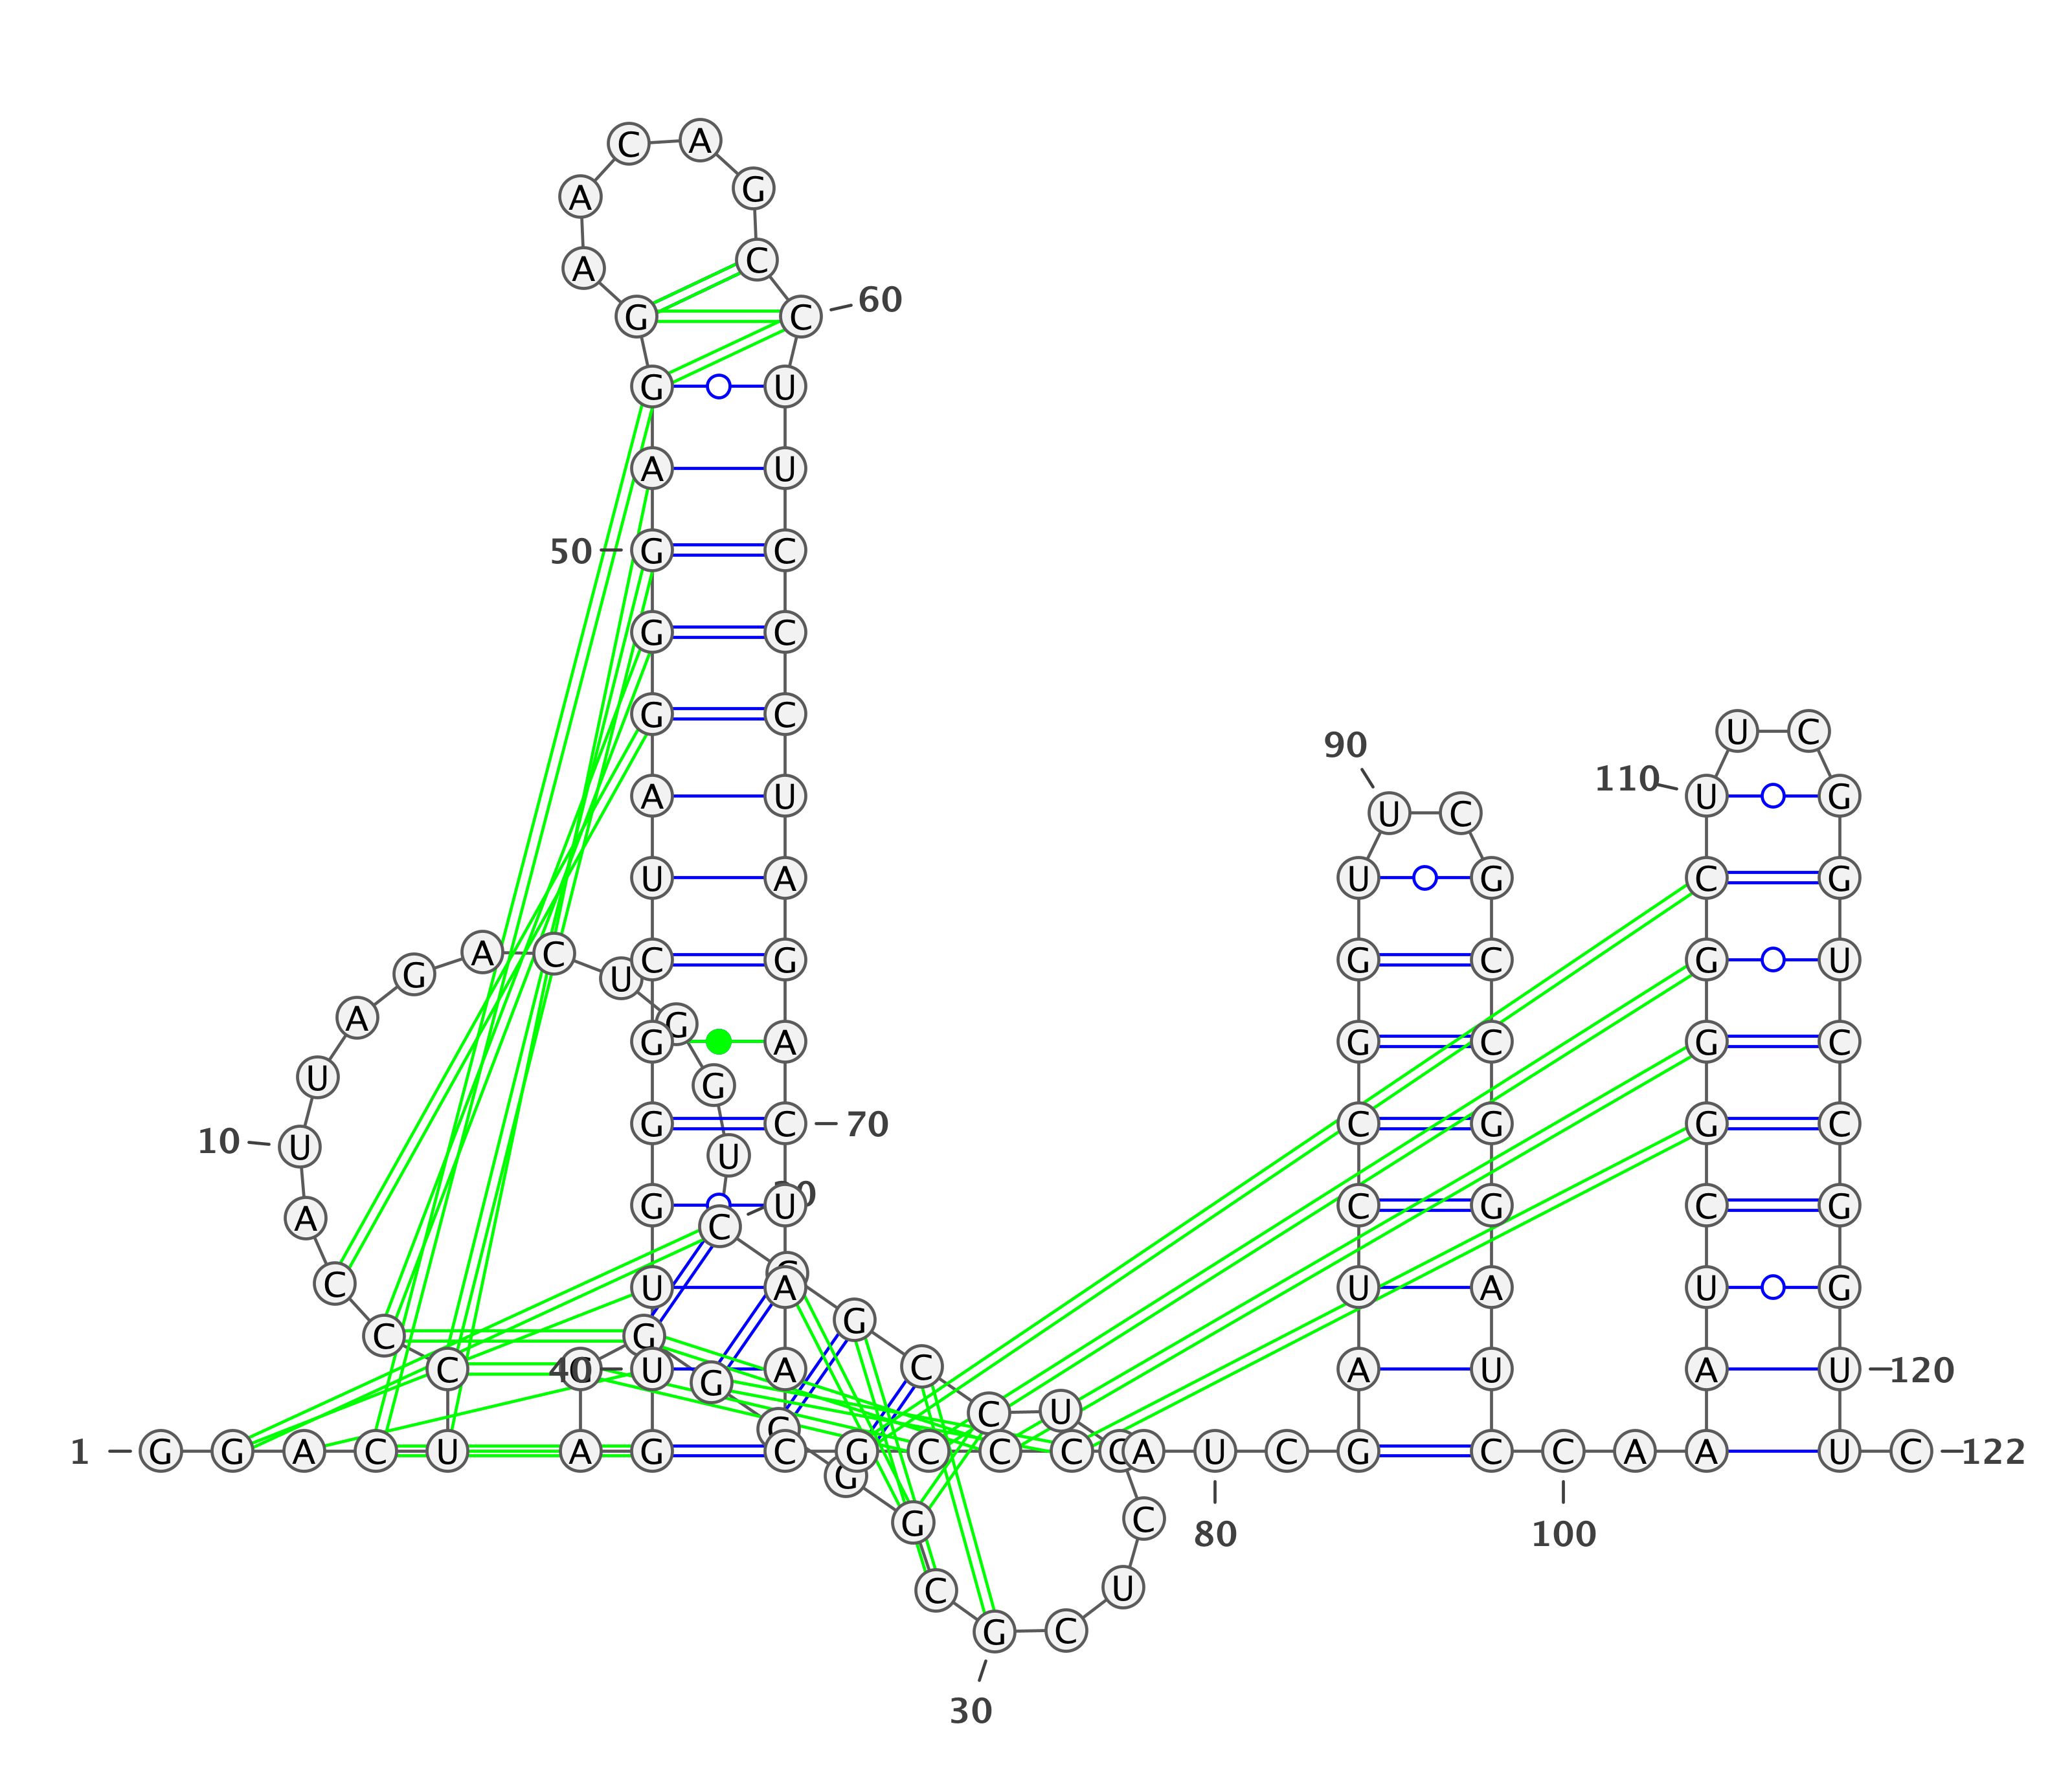 C A
A G
A C
G C 60
G U
A U
50 G C
G C
G C
U C
90
110 A U U G
U C
U A U G C G
A C U C G G C G U
G
A G
G A G C G C
U G
10 U G C 70 C G G C
U
A G U C G C G
C
C U A U A U G
G
C G C
C 40 U A A U A U 120
G
C U
1 G G A C U A G C G C C C C A U C G C C A A A U C 122
G
G C
80 100
C U
G C
30